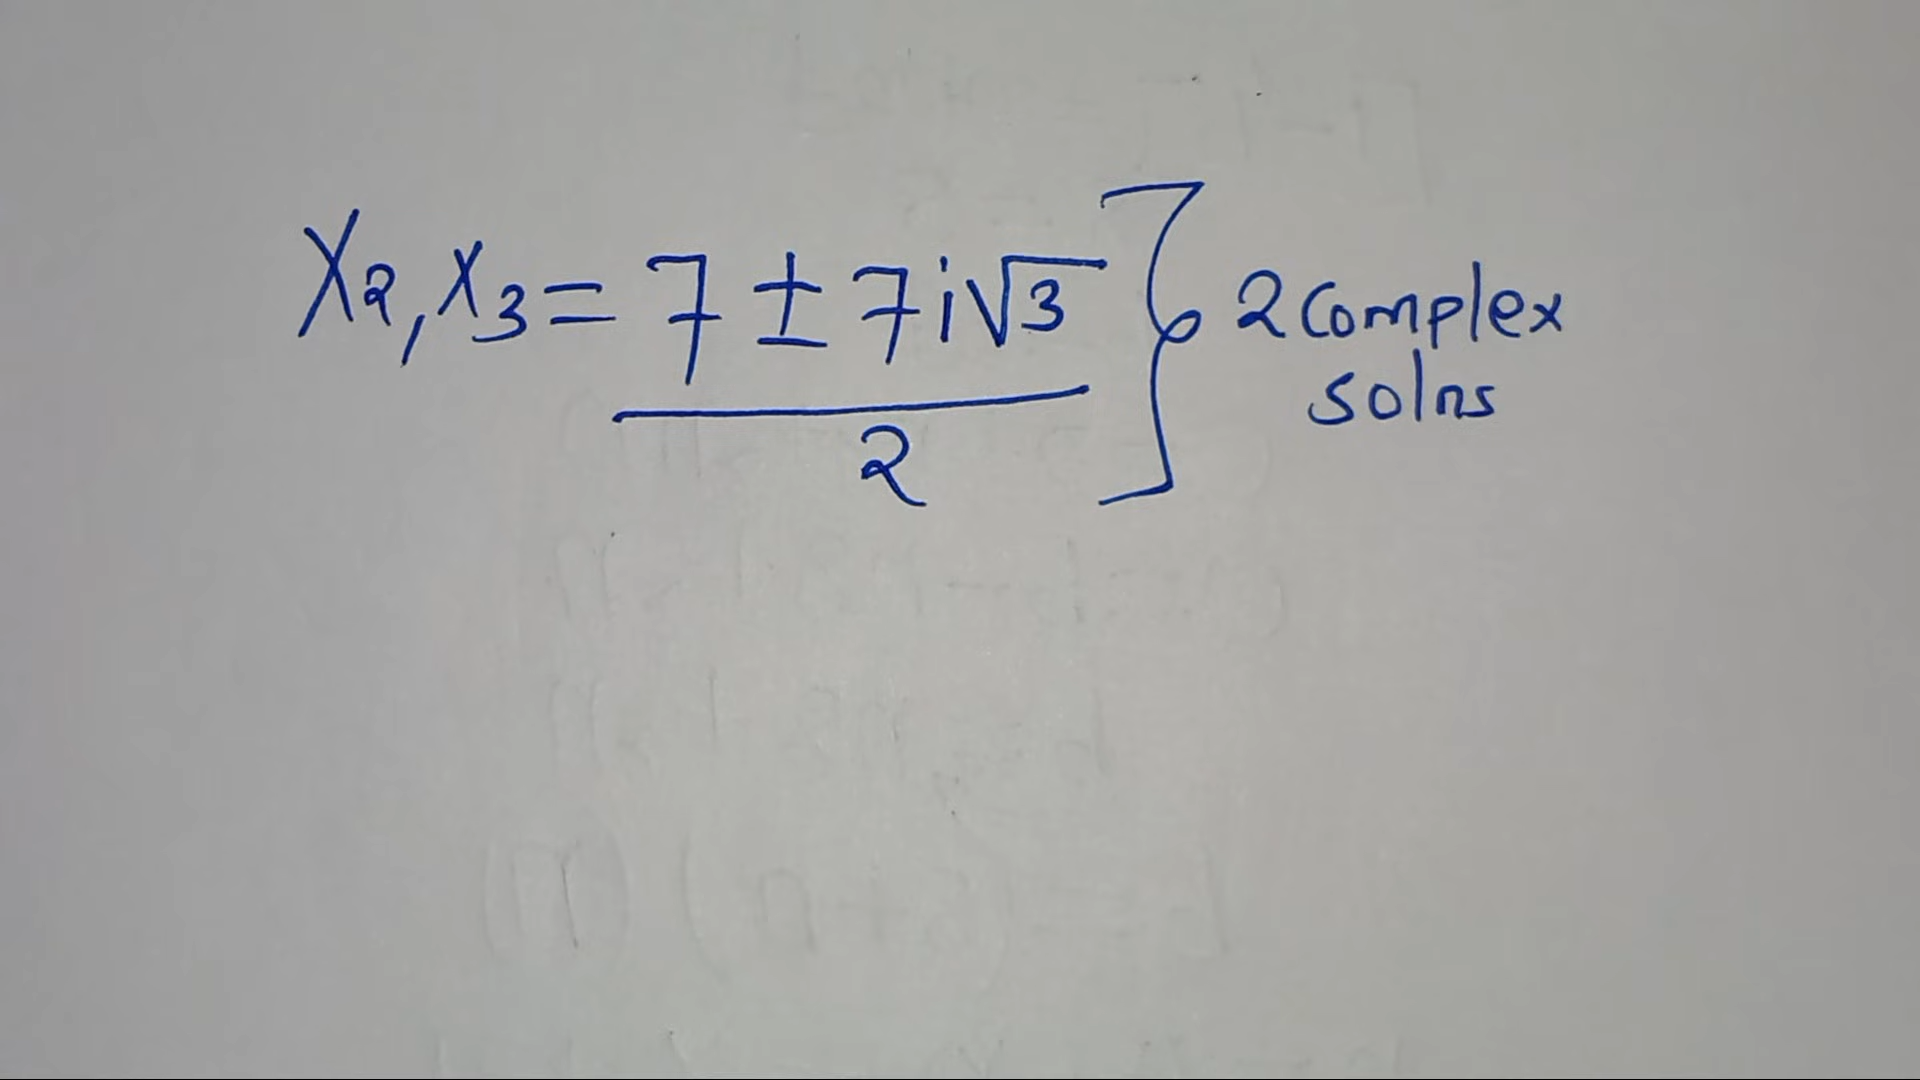 X2, x3 = 7 ± 7i√3 / 2 } 2 complex
solns